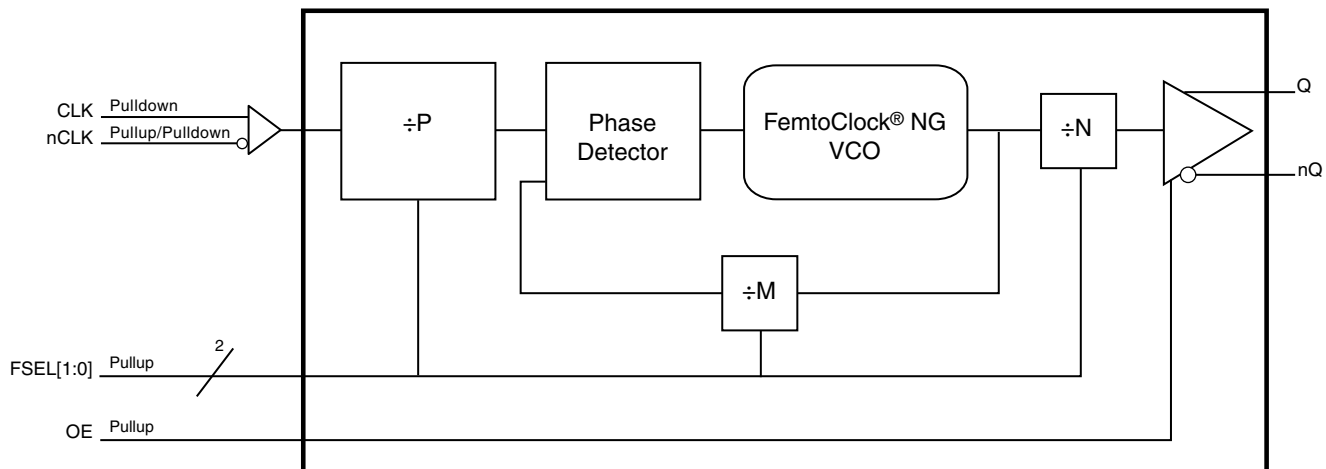 CLK Pulldown
nCLK Pullup/Pulldown
÷P
Phase
Detector
FemtoClock® NG
VCO
÷N
Q
nQ
÷M
2
FSEL[1:0] Pullup
OE Pullup